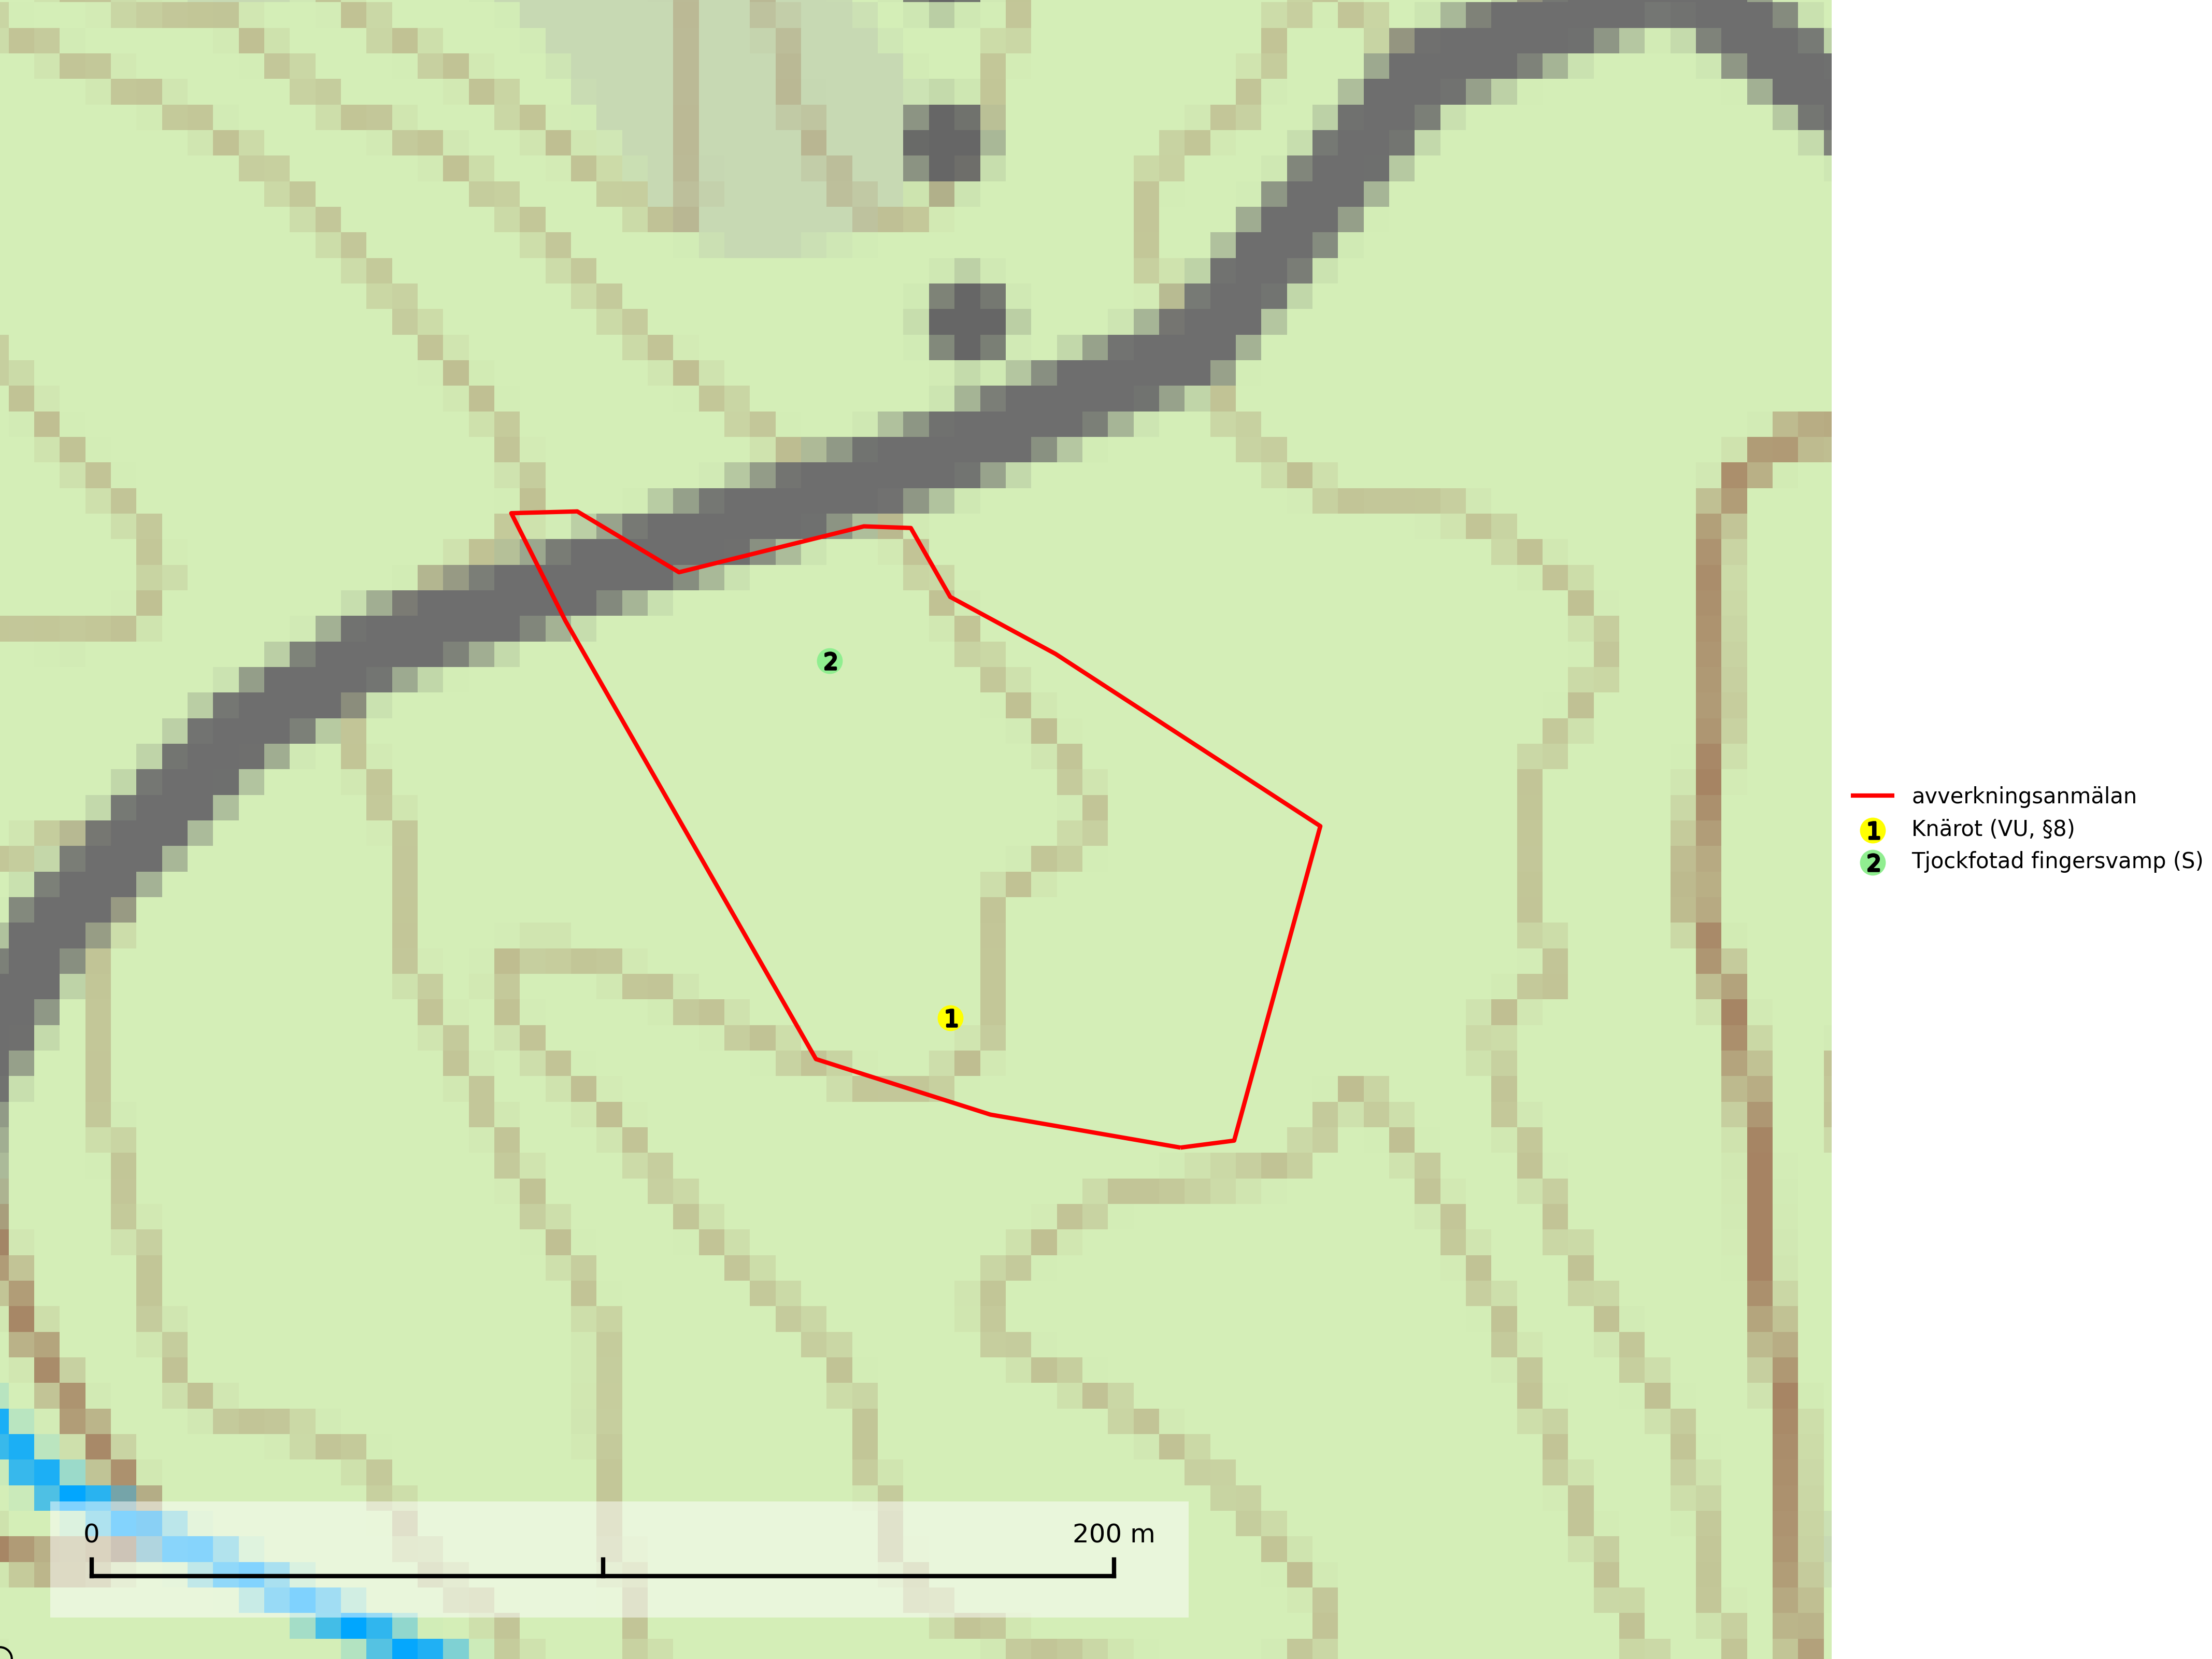 2
1
avverkningsanmälan
1 Knärot (VU, §8)
2 Tjockfotad fingersvamp (S)
0 200 m